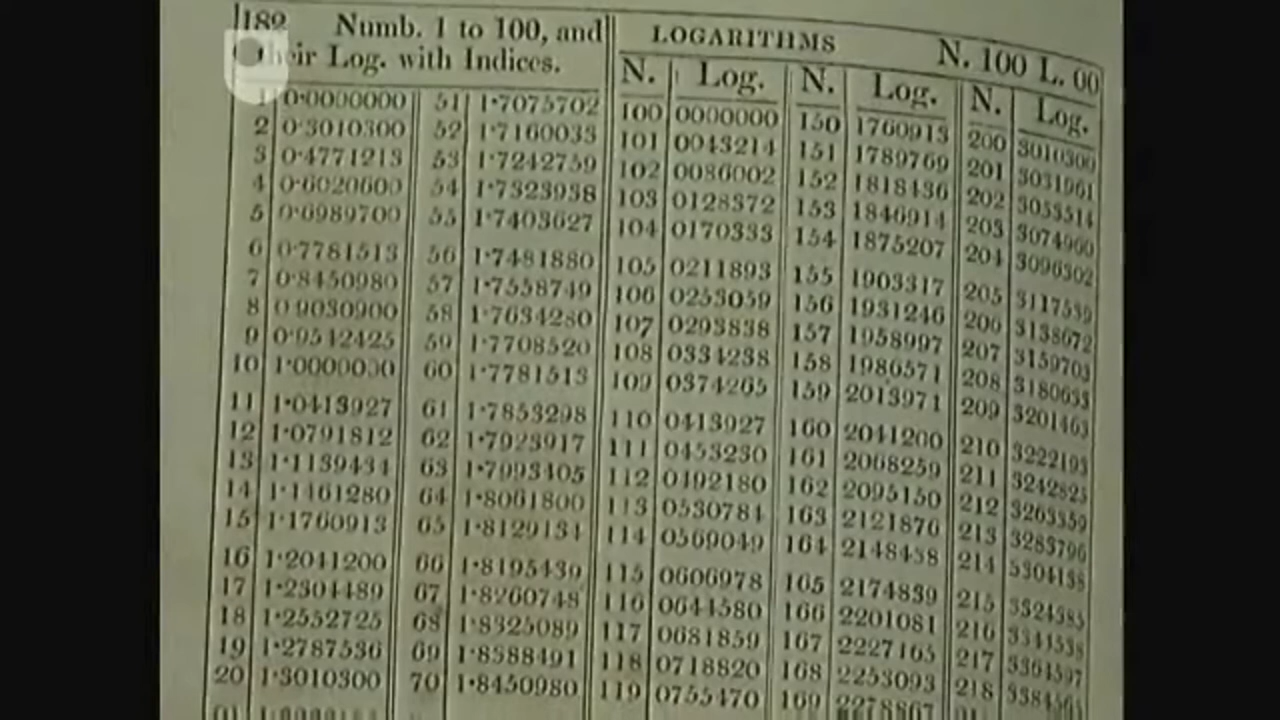 182 Numb. 1 to 100, and LOGARITHMS N. 100 L. 00
their Log. with Indices. N. Log. N. Log. N. Log.
1 0·0000000 51 1·7075702 100 0000000 150 1760913 200 3010300
2 0·3010300 52 1·7160033 101 0043214 151 1789769 201 3031961
3 0·4771213 53 1·7242759 102 0086002 152 1818436 202 3053514
4 0·6020600 54 1·7323938 103 0128372 153 1846914 203 3074960
5 0·6989700 55 1·7403627 104 0170333 154 1875207 204 3096302
6 0·7781513 56 1·7481880 105 0211893 155 1903317 205 3117539
7 0·8450980 57 1·7558749 106 0253059 156 1931246 206 3138672
8 0·9030900 58 1·7634280 107 0293838 157 1958997 207 3159703
9 0·9542425 59 1·7708520 108 0334238 158 1986571 208 3180633
10 1·0000000 60 1·7781513 109 0374265 159 2013971 209 3201463
11 1·0413927 61 1·7853298 110 0413927 160 2041200 210 3222193
12 1·0791812 62 1·7923917 111 0453230 161 2068259 211 3242825
13 1·1139434 63 1·7993405 112 0492180 162 2095150 212 3263359
14 1·1461280 64 1·8061800 113 0530784 163 2121876 213 3283796
15 1·1760913 65 1·8129134 114 0569049 164 2148438 214 3304138
16 1·2041200 66 1·8195439 115 0606978 165 2174839 215 3324385
17 1·2304489 67 1·8260748 116 0644580 166 2201081 216 3344538
18 1·2552725 68 1·8325089 117 0681859 167 2227165 217 3364597
19 1·2787536 69 1·8388491 118 0718820 168 2253093 218
20 1·3010300 70 1·8450980 119 0755470 169 2278867